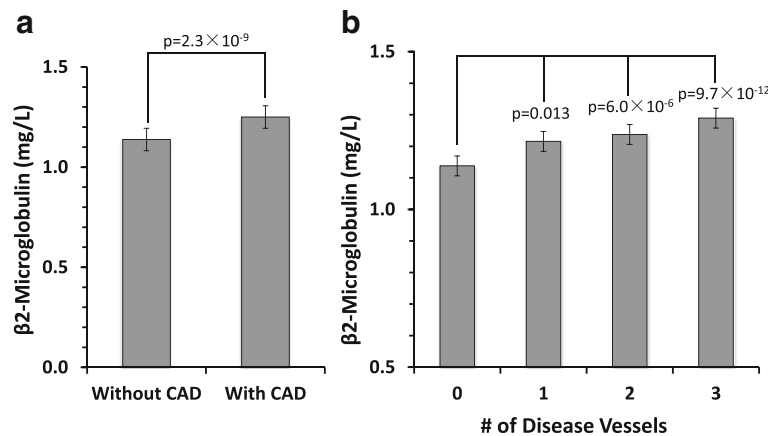 a
p=2.3×10-9
β2-Microglobulin (mg/L)
1.5
1.0
0.5
0.0
Without CAD
With CAD
b
p=0.013
p=6.0×10-6
p=9.7×10-12
β2-Microglobulin (mg/L)
1.5
1.0
0.5
0
1
2
3
# of Disease Vessels